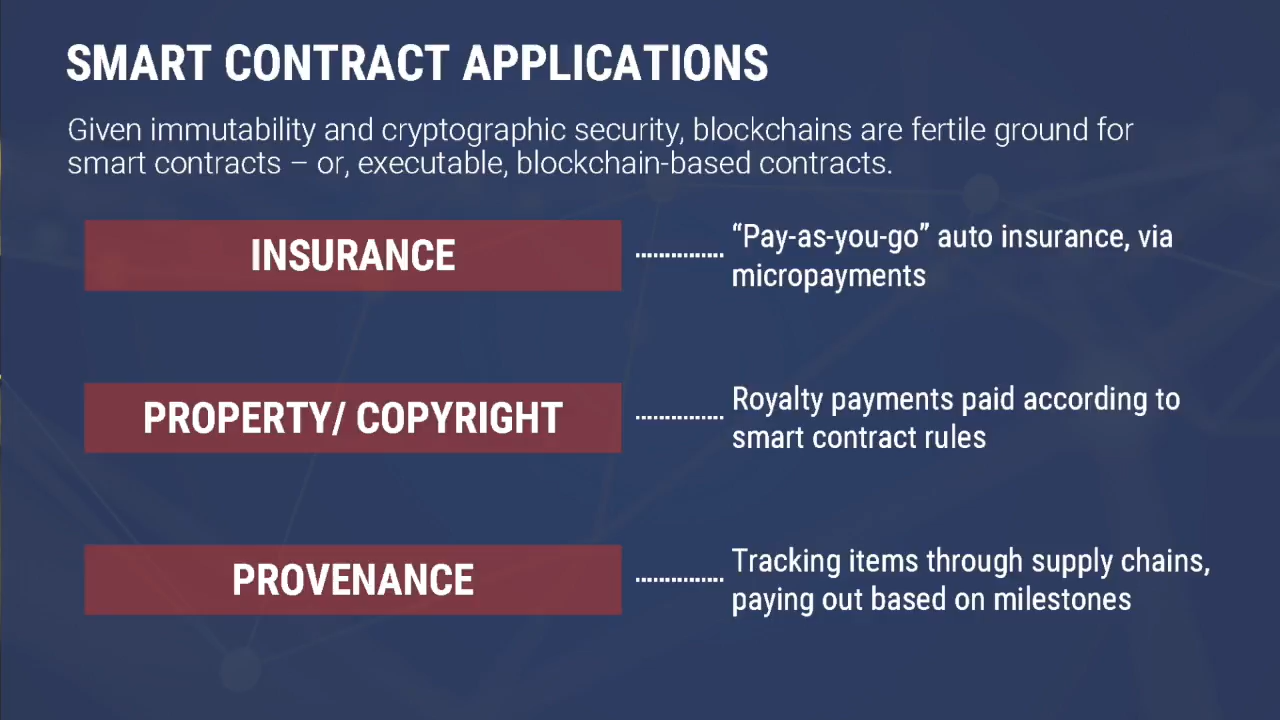 SMART CONTRACT APPLICATIONS
Given immutability and cryptographic security, blockchains are fertile ground for
smart contracts – or, executable, blockchain-based contracts.
INSURANCE
“Pay-as-you-go” auto insurance, via
micropayments
PROPERTY/ COPYRIGHT
Royalty payments paid according to
smart contract rules
PROVENANCE
Tracking items through supply chains,
paying out based on milestones